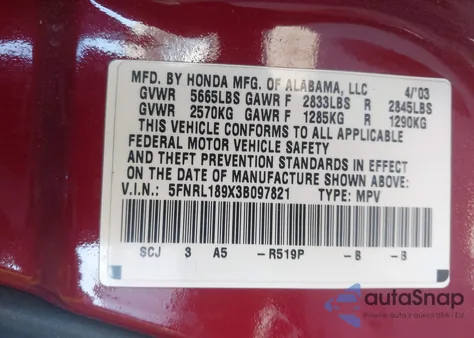 MFD. BY HONDA MFG. OF ALABAMA, LLC 4/'03
GVWR 5665LBS GAWR F 2833LBS R 2845LBS
GVWR 2570KG GAWR F 1285KG R 1290KG
THIS VEHICLE CONFORMS TO ALL APPLICABLE
FEDERAL MOTOR VEHICLE SAFETY
AND THEFT PREVENTION STANDARDS IN EFFECT
ON THE DATE OF MANUFACTURE SHOWN ABOVE.
V.I.N.: 5FNRL189X3B097821 TYPE: MPV
SCJ 3 A5 -R519P -B -B
autoSnap